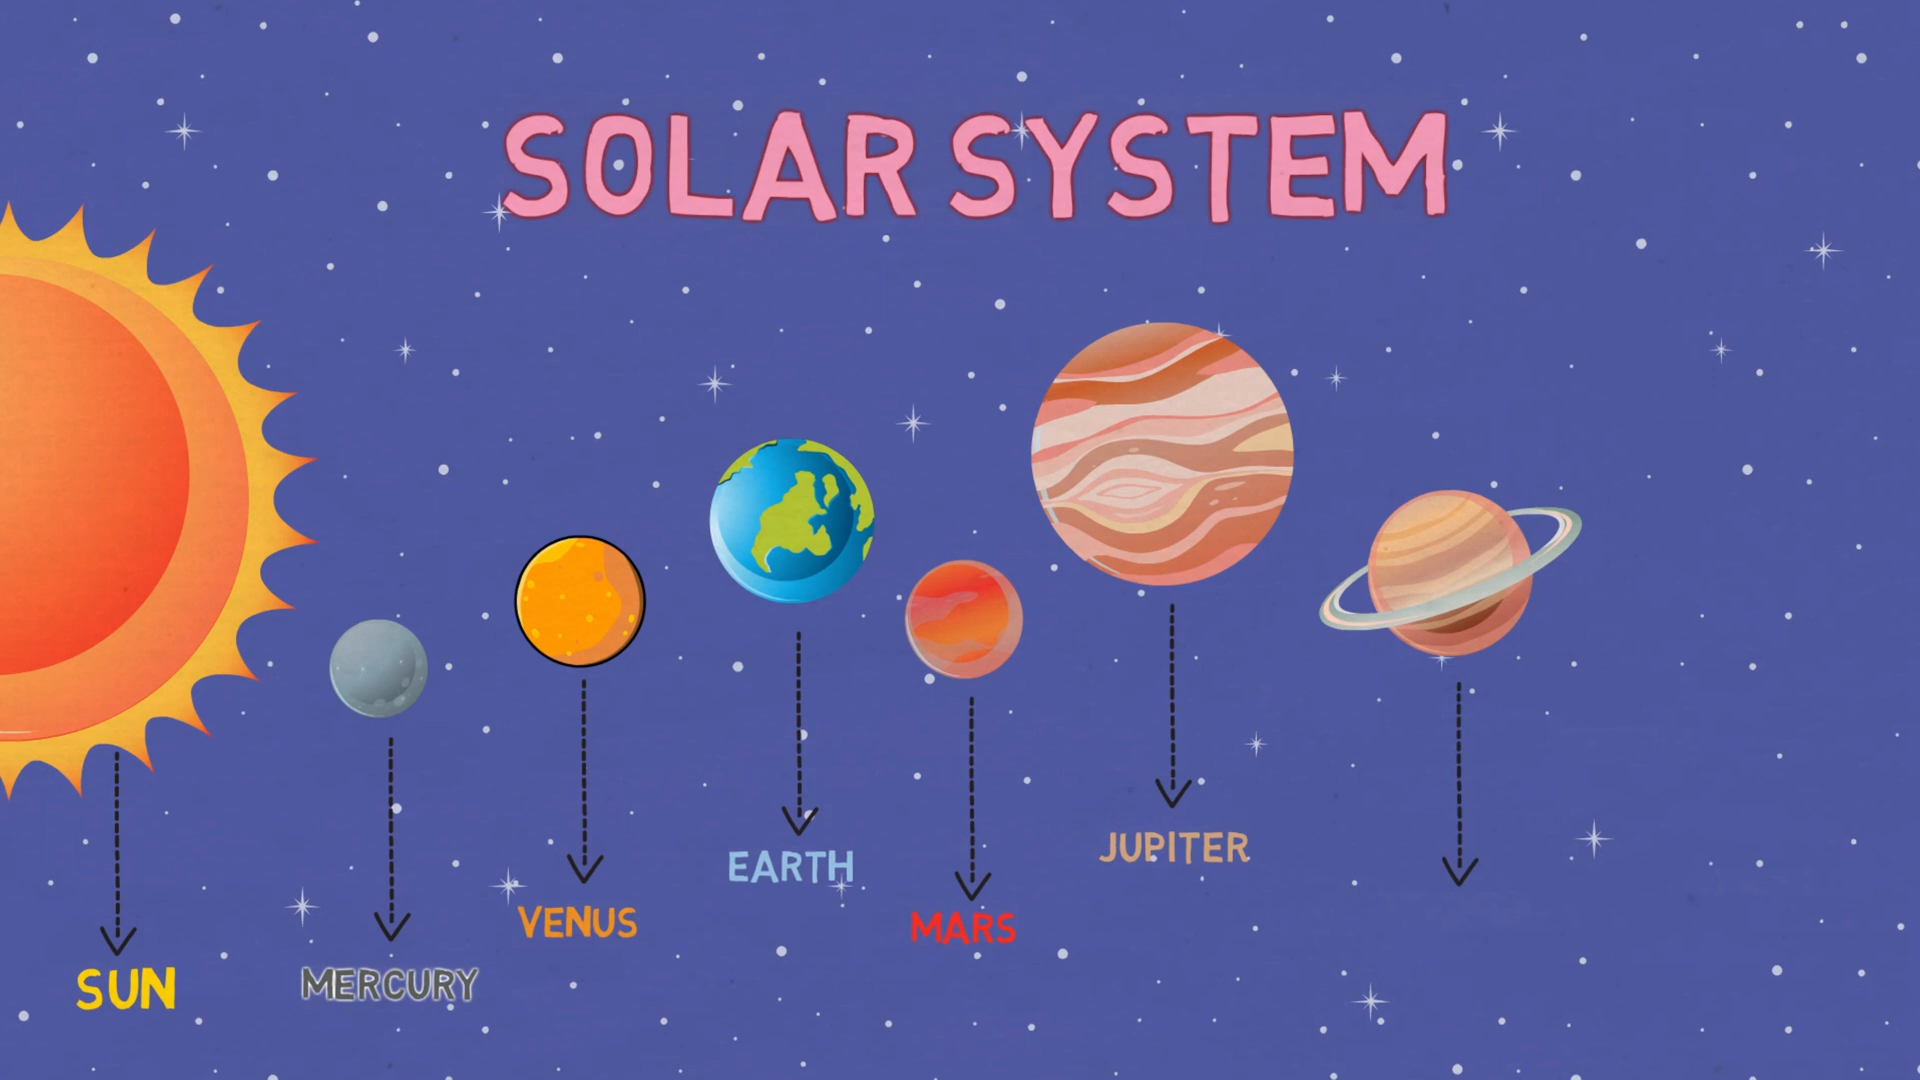 SOLAR SYSTEM
JUPITER
EARTH
VENUS
MARS
SUN
MERCURY